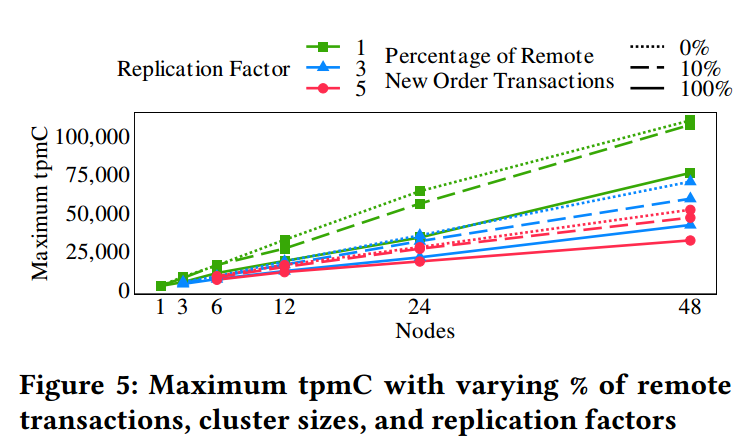 Replication Factor
1
3
5
Percentage of Remote
New Order Transactions
0%
10%
100%
Maximum tpmC
100,000
75,000
50,000
25,000
0
1 3 6 12 24 48
Nodes
Figure 5: Maximum tpmC with varying % of remote
transactions, cluster sizes, and replication factors